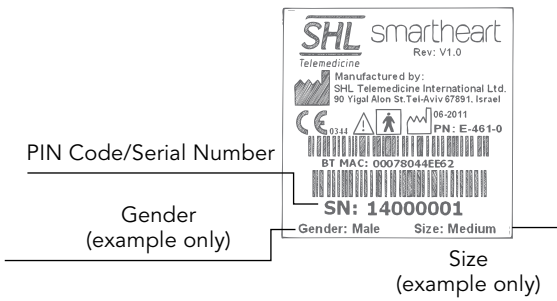 SHL smartheart
Telemedicine
Rev: V1.0
Manufactured by:
SHL Telemedicine International Ltd.
90 Yigal Alon St.Tel-Aviv 67891. Israel
CE 0344
06-2011
PN: E-461-0
BT MAC: 00078044EE62
PIN Code/Serial Number
SN: 14000001
Gender
(example only)
Gender: Male Size: Medium
Size
(example only)